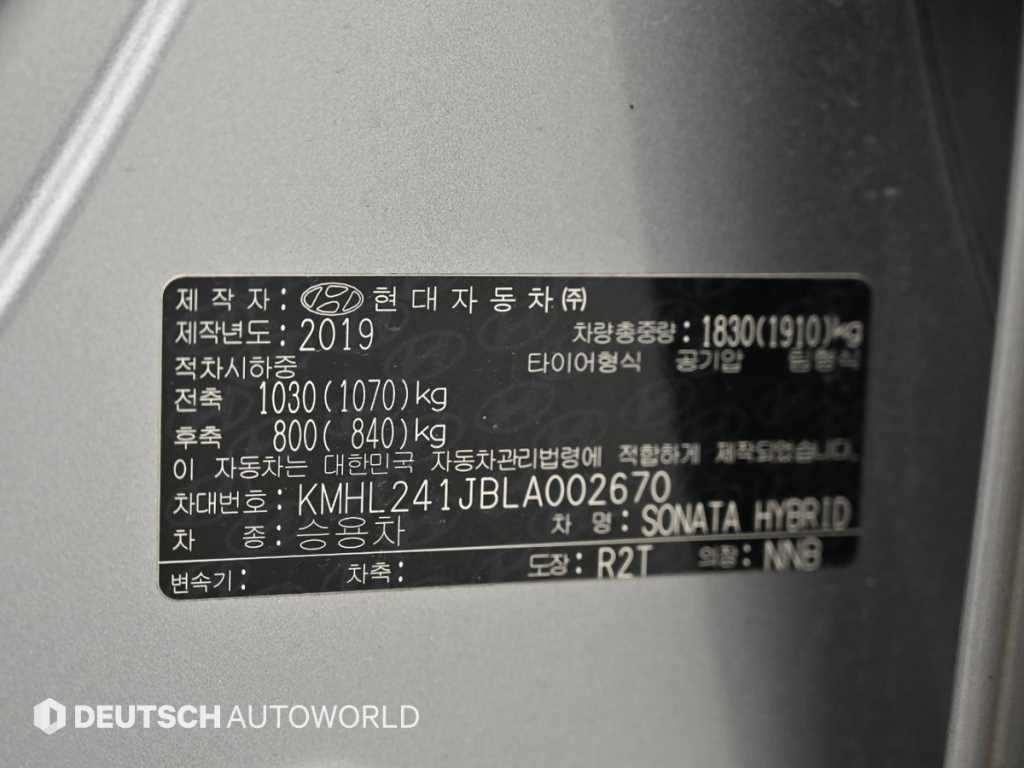 제 작 자 : 현대자동차(주)
제작년도 : 2019 차량총중량 : 1830(1910)kg
적차시하중 타이어형식 공기압 림형식
전축 1030(1070)kg
후축 800( 840)kg
이 자동차는 대한민국 자동차관리법령에 적합하게 제작되었습니다.
차대번호 : KMHL241JBLA002670
차 종 : 승용차 차 명 : SONATA HYBRID
변속기 : 차축 : 도장 : R2T 의장 : NNB
DEUTSCH AUTOWORLD